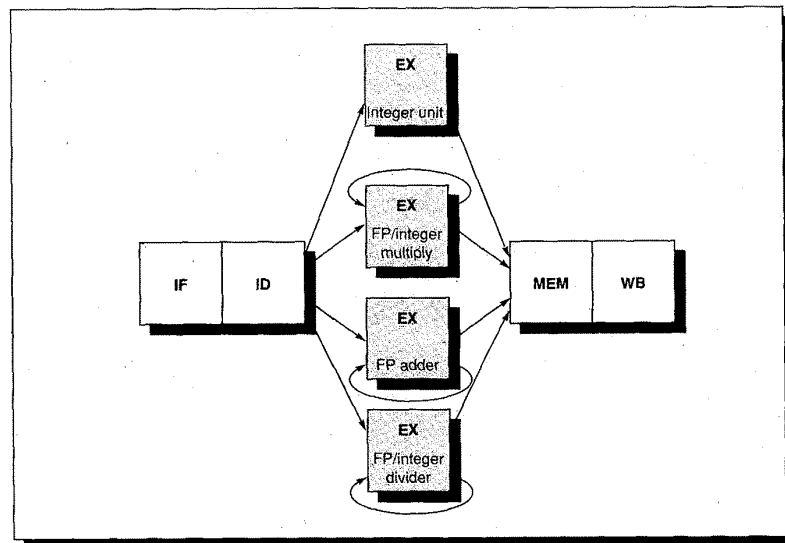 EX
Integer unit
EX
FP/integer
multiply
IF
ID
MEM
WB
EX
FP adder
EX
FP/integer
divider